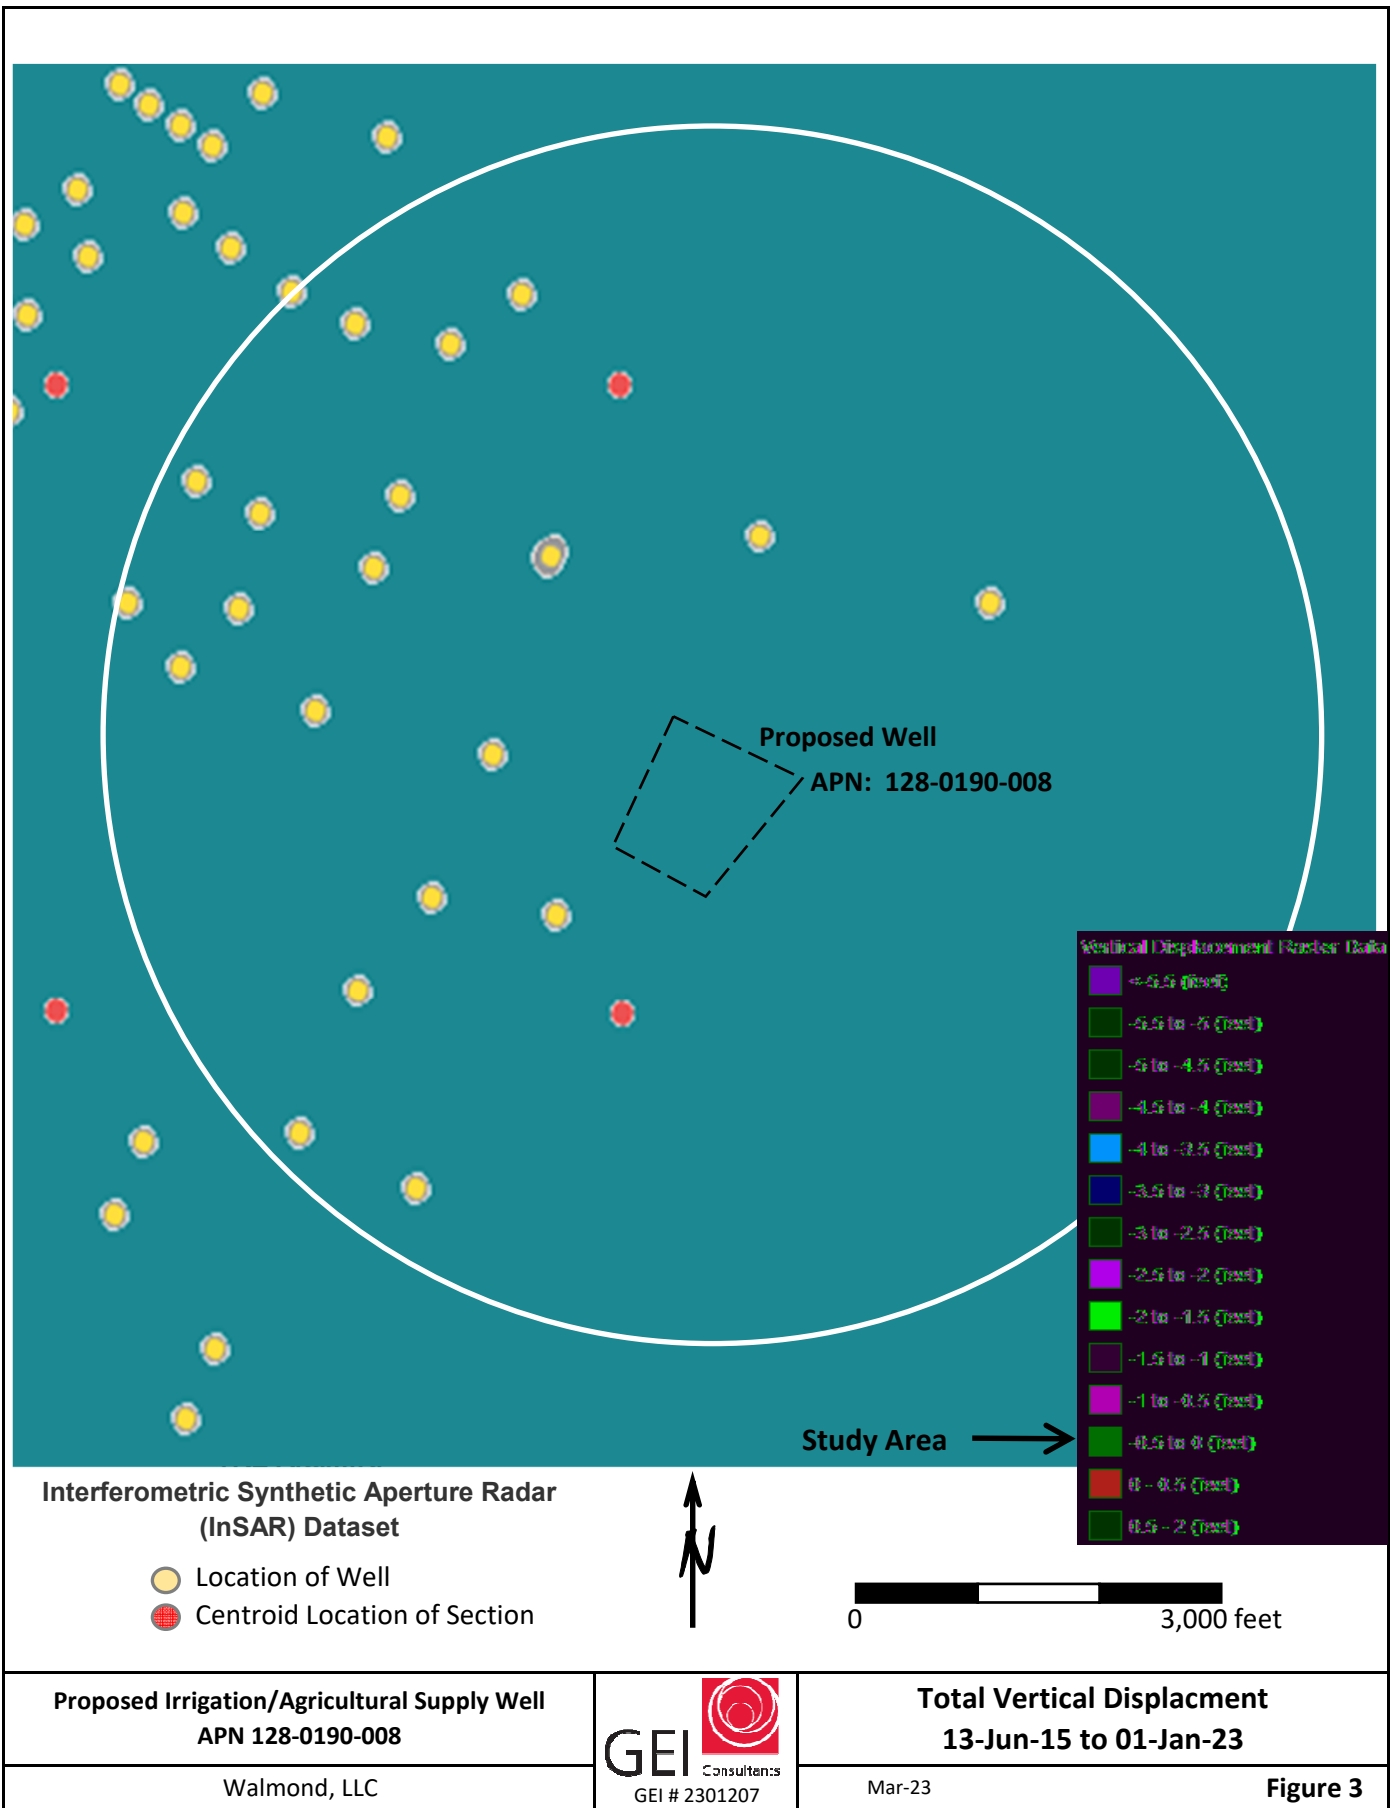 Proposed Well
APN: 128-0190-008
Vertical Displacement Raster Data
<-5.5 (feet)
-5.5 to -5 (feet)
-5 to -4.5 (feet)
-4.5 to -4 (feet)
-4 to -3.5 (feet)
-3.5 to -3 (feet)
-3 to -2.5 (feet)
-2.5 to -2 (feet)
-2 to -1.5 (feet)
-1.5 to -1 (feet)
-1 to -0.5 (feet)
Study Area
-0.5 to 0 (feet)
0 - 0.5 (feet)
0.5 - 2 (feet)
Interferometric Synthetic Aperture Radar
(InSAR) Dataset
Location of Well
Centroid Location of Section
N
0 3,000 feet
Proposed Irrigation/Agricultural Supply Well
APN 128-0190-008
Walmond, LLC
GEI Consultants
GEI # 2301207
Total Vertical Displacment
13-Jun-15 to 01-Jan-23
Mar-23
Figure 3